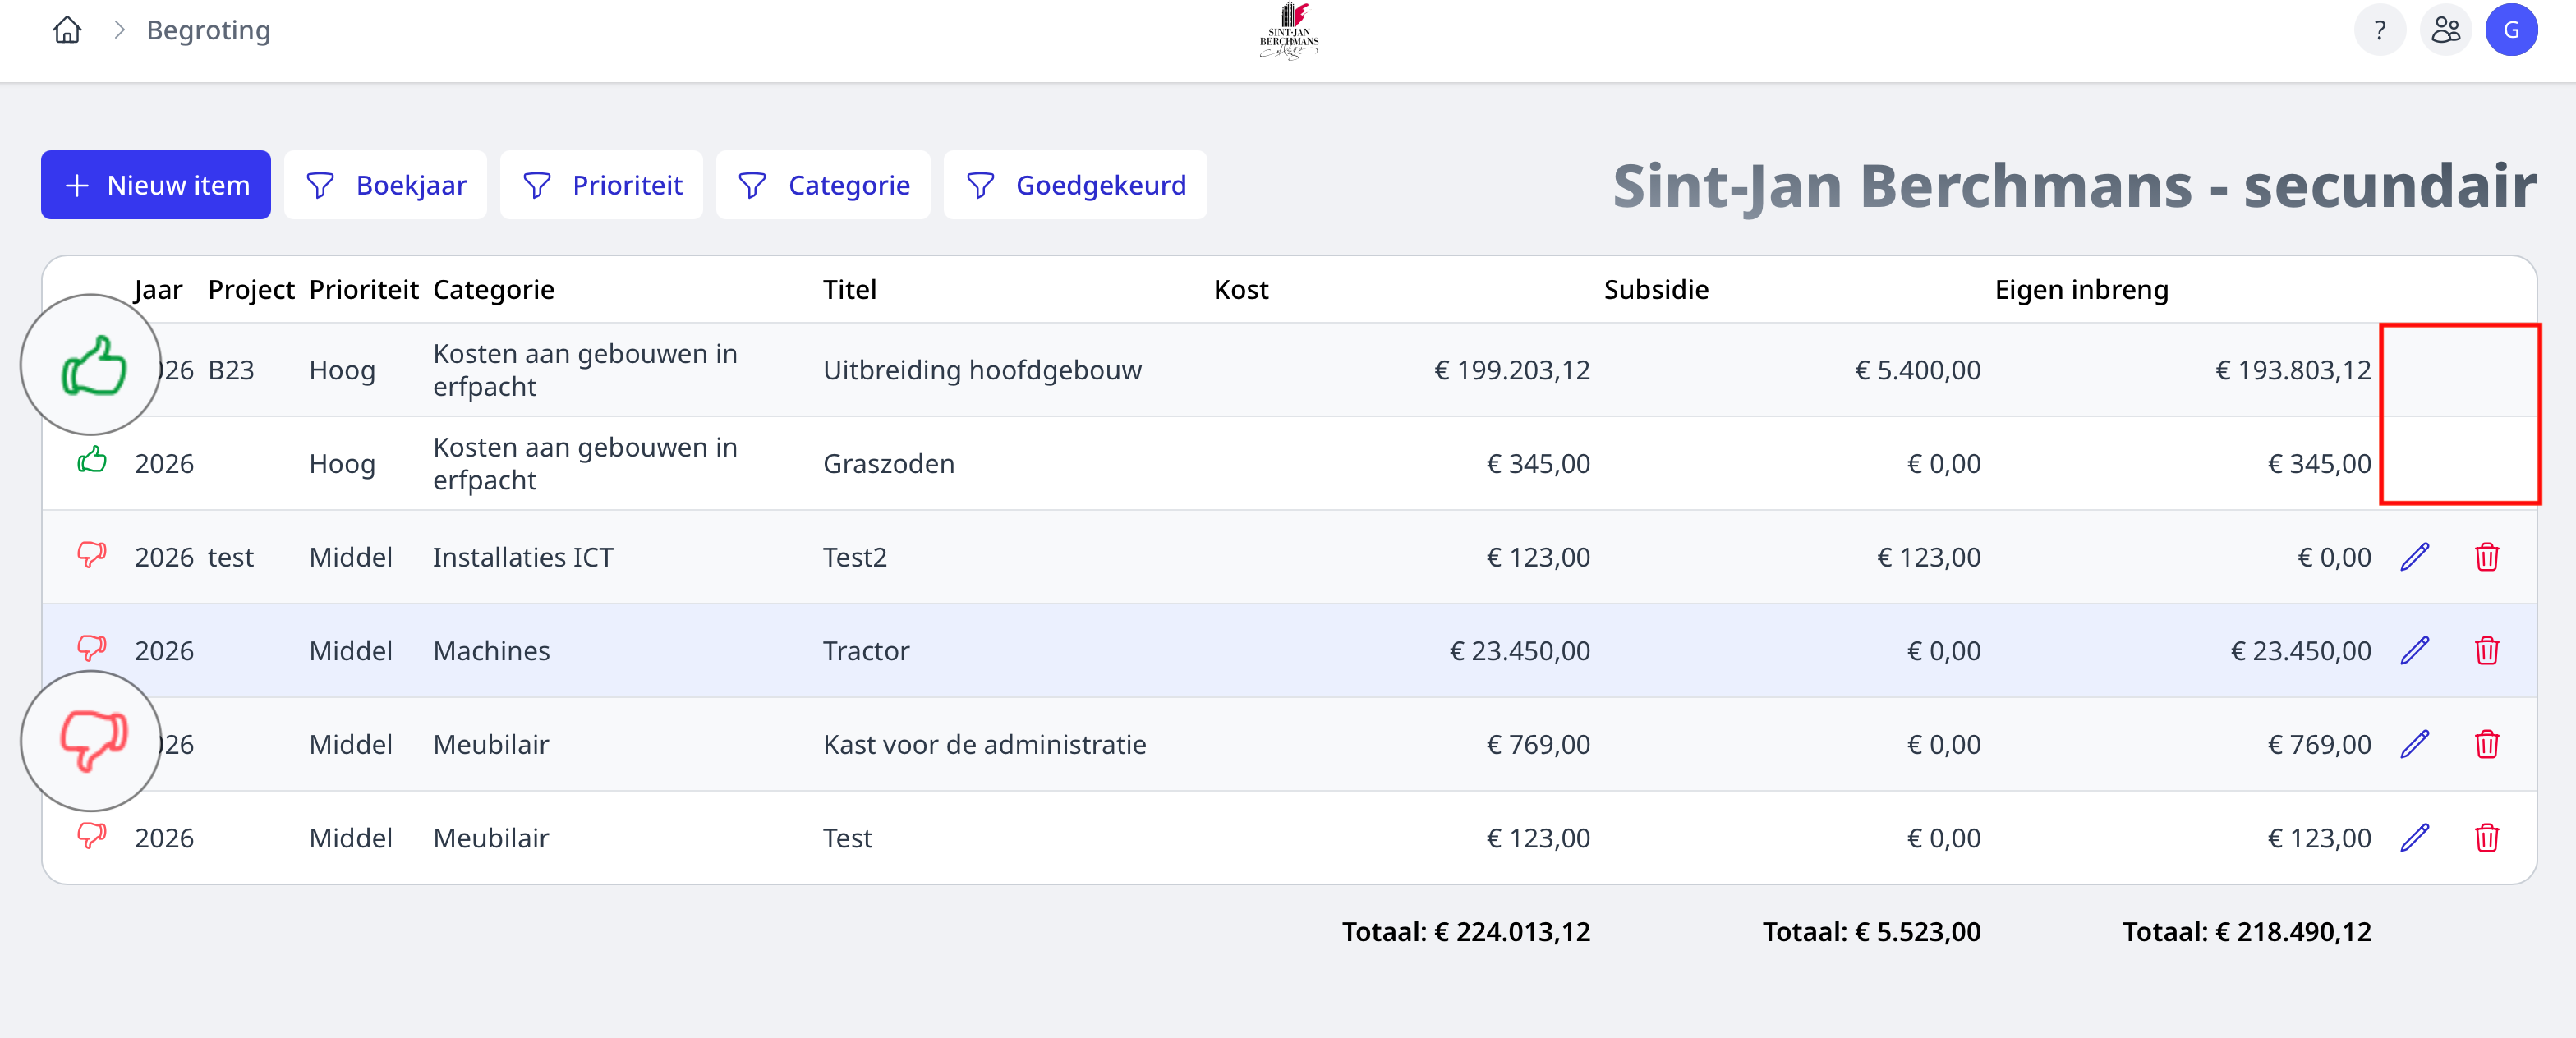 Begroting
SINT-JAN
BERCHMANS
?
G
Nieuw item
Boekjaar
Prioriteit
Categorie
Goedgekeurd
Sint-Jan Berchmans - secundair
Jaar Project Prioriteit Categorie Titel Kost Subsidie Eigen inbreng
26 B23 Hoog Kosten aan gebouwen in erfpacht Uitbreiding hoofdgebouw € 199.203,12 € 5.400,00 € 193.803,12
2026 Hoog Kosten aan gebouwen in erfpacht Graszoden € 345,00 € 0,00 € 345,00
2026 test Middel Installaties ICT Test2 € 123,00 € 123,00 € 0,00
2026 Middel Machines Tractor € 23.450,00 € 0,00 € 23.450,00
26 Middel Meubilair Kast voor de administratie € 769,00 € 0,00 € 769,00
2026 Middel Meubilair Test € 123,00 € 0,00 € 123,00
Totaal: € 224.013,12 Totaal: € 5.523,00 Totaal: € 218.490,12